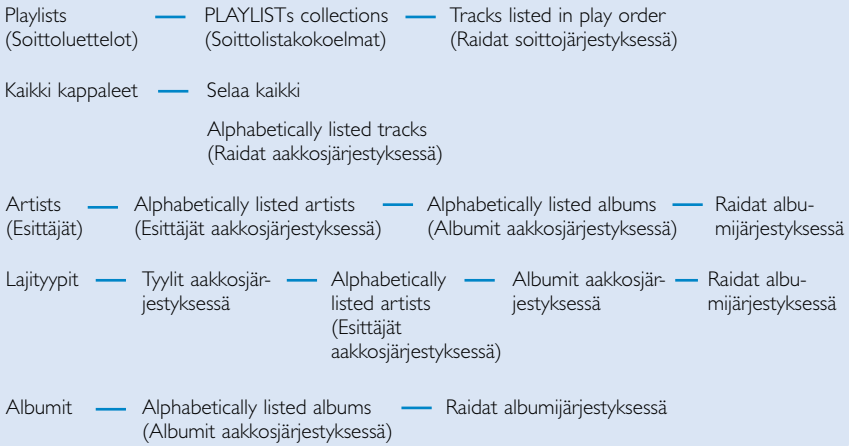 Playlists PLAYLISTs collections Tracks listed in play order
(Soittoluettelot) (Soittolistakokoelmat) (Raidat soittojärjestyksessä)
Kaikki kappaleet Selaa kaikki
Alphabetically listed tracks
(Raidat aakkosjärjestyksessä)
Artists Alphabetically listed artists Alphabetically listed albums Raidat albu-
(Esittäjät) (Esittäjät aakkosjärjestyksessä) (Albumit aakkosjärjestyksessä) mijärjestyksessä
Lajityypit Tyylit aakkosjär- Alphabetically Albumit aakkosjär- Raidat albu-
jestyksessä listed artists jestyksessä mijärjestyksessä
(Esittäjät
aakkosjärjestyksessä)
Albumit Alphabetically listed albums Raidat albumijärjestyksessä
(Albumit aakkosjärjestyksessä)